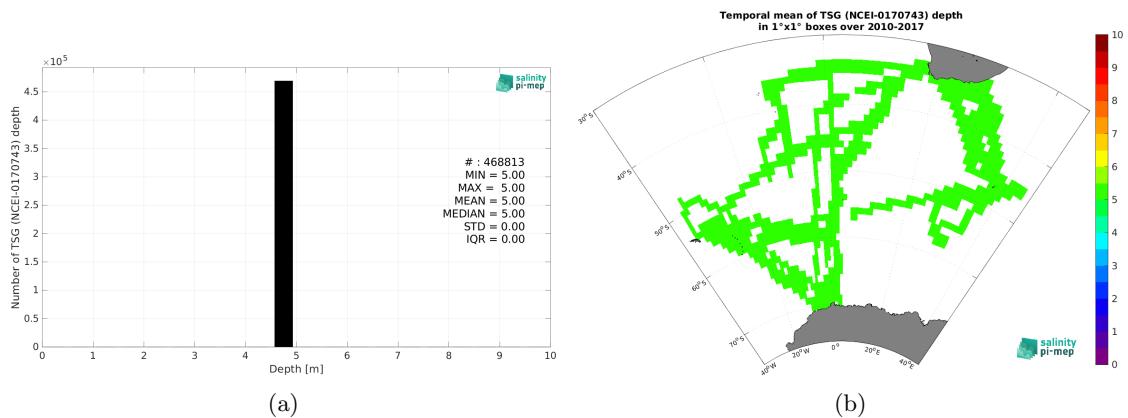 ×10⁵
4.5
4
3.5
3
2.5
2
1.5
1
0.5
0
Number of TSG (NCEI-0170743) depth
0 1 2 3 4 5 6 7 8 9 10
Depth [m]
salinity
pi-mep
# : 468813
MIN = 5.00
MAX = 5.00
MEAN = 5.00
MEDIAN = 5.00
STD = 0.00
IQR = 0.00
(a)
Temporal mean of TSG (NCEI-0170743) depth
in 1°x1° boxes over 2010-2017
30°S
40°S
50°S
60°S
70°S
40°W
20°W
0°
20°E
40°E
10
9
8
7
6
5
4
3
2
1
0
salinity
pi-mep
(b)